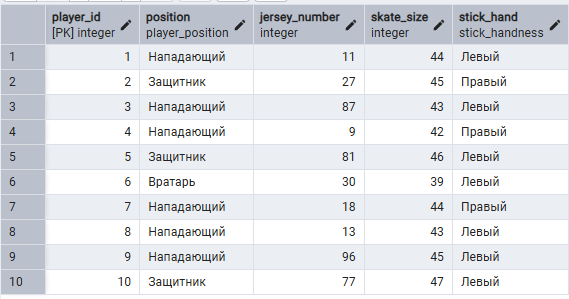 player_id position jersey_number skate_size stick_hand
[PK] integer player_position integer integer stick_handness
1 1 Нападающий 11 44 Левый
2 2 Защитник 27 45 Правый
3 3 Нападающий 87 43 Левый
4 4 Нападающий 9 42 Правый
5 5 Защитник 81 46 Левый
6 6 Вратарь 30 39 Левый
7 7 Нападающий 18 44 Правый
8 8 Нападающий 13 43 Левый
9 9 Нападающий 96 45 Левый
10 10 Защитник 77 47 Левый